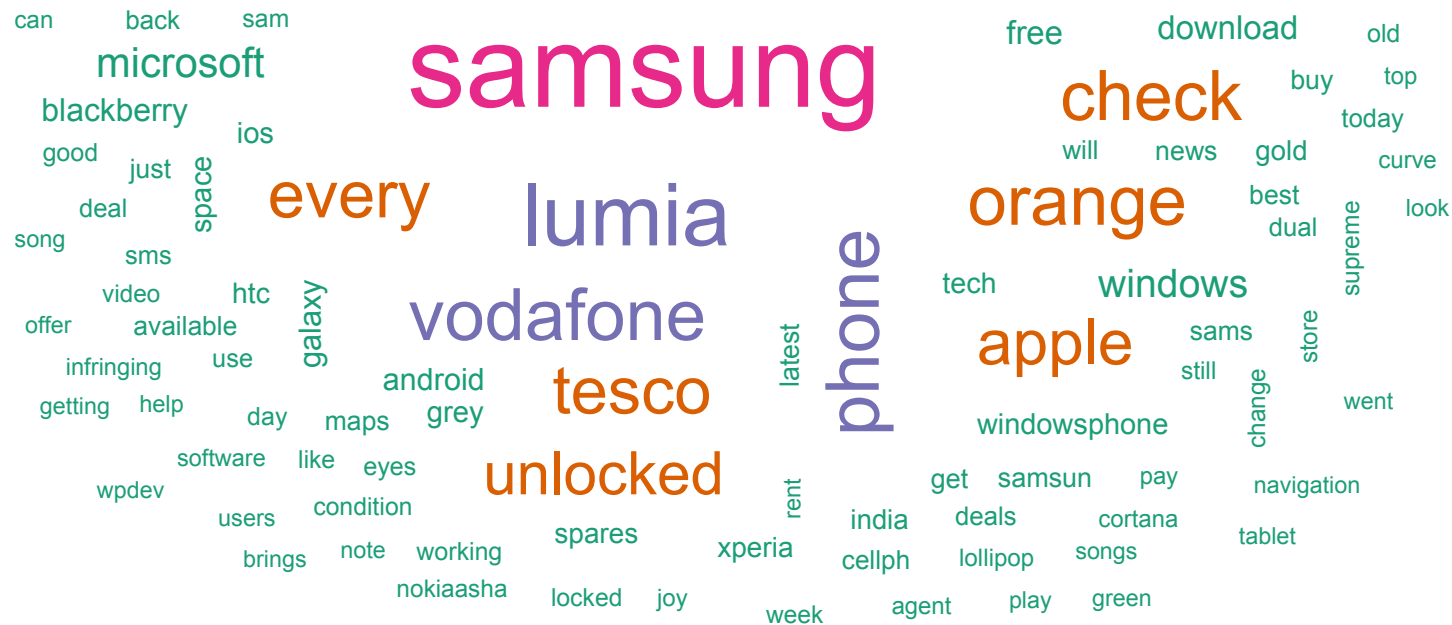 can back sam
microsoft
samsung
free download old
blackberry
check buy top
ios
today
good just space
will news gold curve
every lumia orange best
deal
dual supreme look
song
sms
phone
video htc galaxy
tech windows
offer available
vodafone
sams store
infringing use
latest
apple still
android tesco
getting help
change went
day maps grey
windowsphone
software like eyes
unlocked
wpdev
rent
get samsun pay navigation
users condition
spares
india deals cortana
tablet
brings note working
xperia
cellph lollipop songs
nokiaasha locked joy
week agent play green